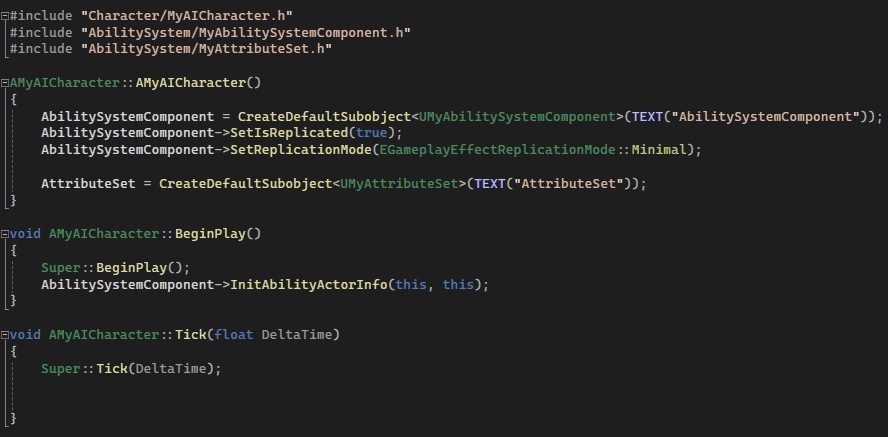 #include "Character/MyAICharacter.h"
#include "AbilitySystem/MyAbilitySystemComponent.h"
#include "AbilitySystem/MyAttributeSet.h"
AMyAICharacter::AMyAICharacter()
{
AbilitySystemComponent = CreateDefaultSubobject<UMyAbilitySystemComponent>(TEXT("AbilitySystemComponent"));
AbilitySystemComponent->SetIsReplicated(true);
AbilitySystemComponent->SetReplicationMode(EGameplayEffectReplicationMode::Minimal);
AttributeSet = CreateDefaultSubobject<UMyAttributeSet>(TEXT("AttributeSet"));
}
void AMyAICharacter::BeginPlay()
{
Super::BeginPlay();
AbilitySystemComponent->InitAbilityActorInfo(this, this);
}
void AMyAICharacter::Tick(float DeltaTime)
{
Super::Tick(DeltaTime);
}